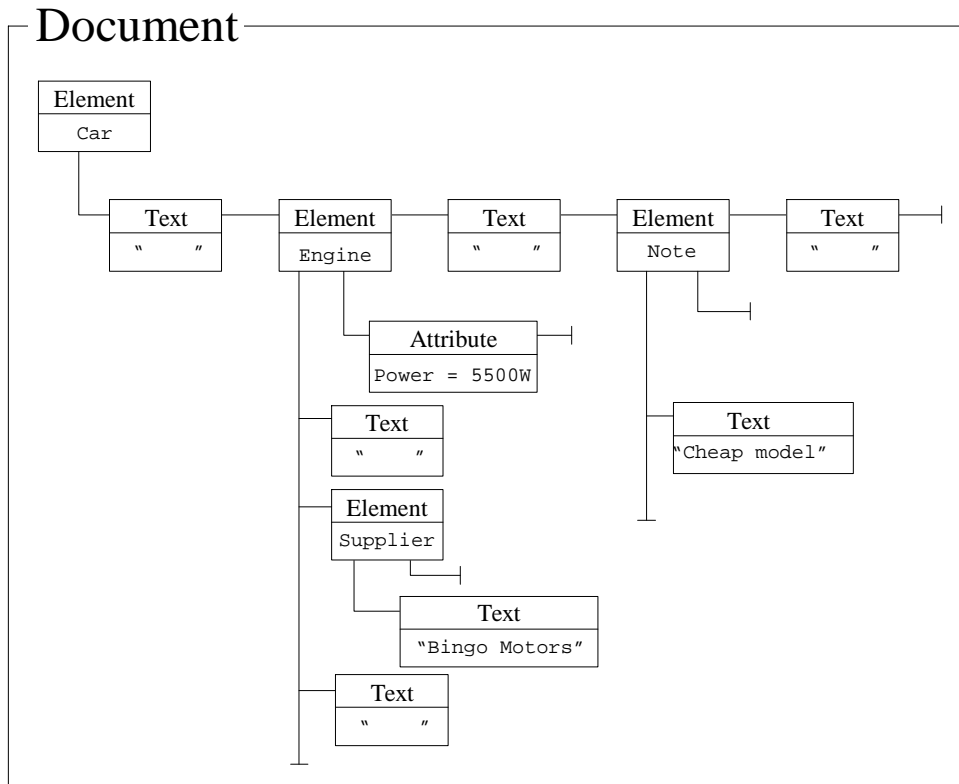 Document
Element
Car
Text
“ ”
Element
Engine
Text
“ ”
Element
Note
Text
“ ”
Attribute
Power = 5500W
Text
“ ”
Element
Supplier
Text
“Bingo Motors”
Text
“ ”
Text
“Cheap model”